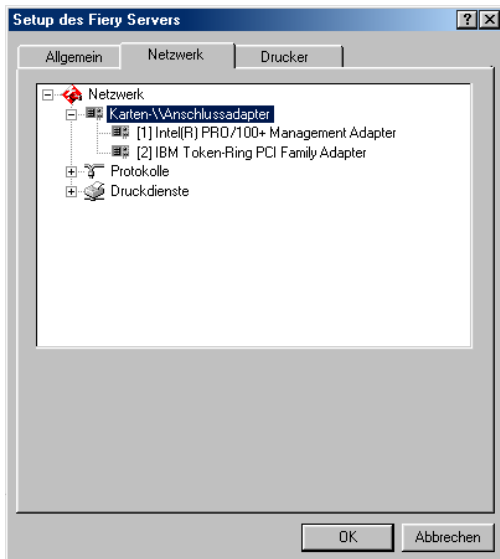 Setup des Fiery Servers
Allgemein Netzwerk Drucker
Netzwerk
Karten-\\Anschlussadapter
[1] Intel(R) PRO/100+ Management Adapter
[2] IBM Token-Ring PCI Family Adapter
Protokolle
Druckdienste
OK Abbrechen